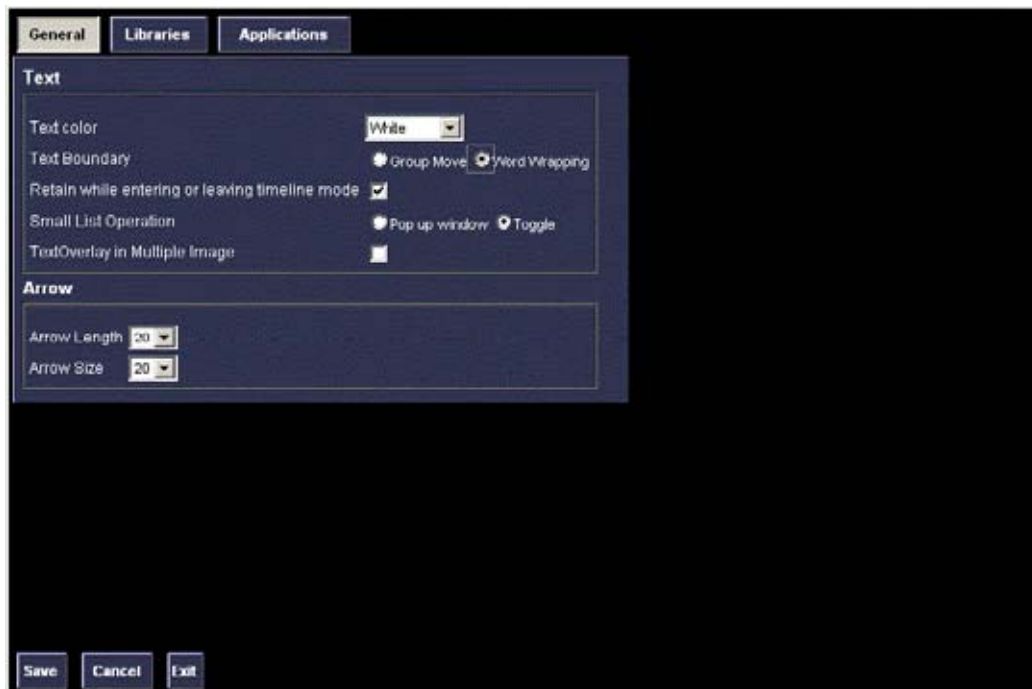 General Libraries Applications
Text
Text color White
Text Boundary Group Move Word Wrapping
Retain while entering or leaving timeline mode
Small List Operation Pop up window Toggle
TextOverlay in Multiple Image
Arrow
Arrow Length 20
Arrow Size 20
Save Cancel Exit